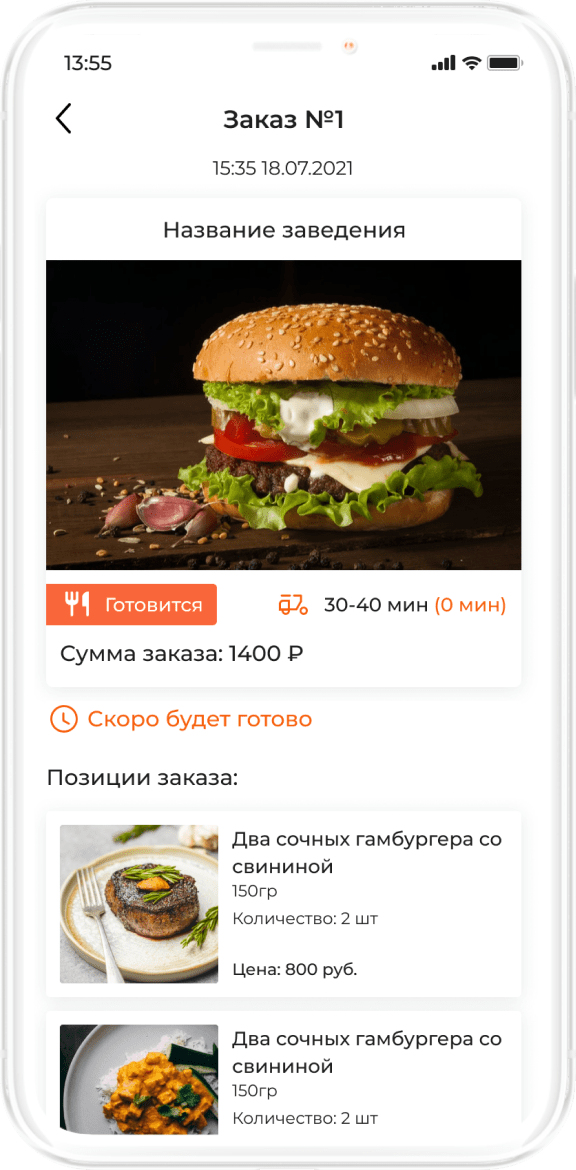 13:55
Заказ №1
15:35 18.07.2021
Название заведения
Готовится
30-40 мин (0 мин)
Сумма заказа: 1400 ₽
Скоро будет готово
Позиции заказа:
Два сочных гамбургера со
свининой
150гр
Количество: 2 шт
Цена: 800 руб.
Два сочных гамбургера со
свининой
150гр
Количество: 2 шт